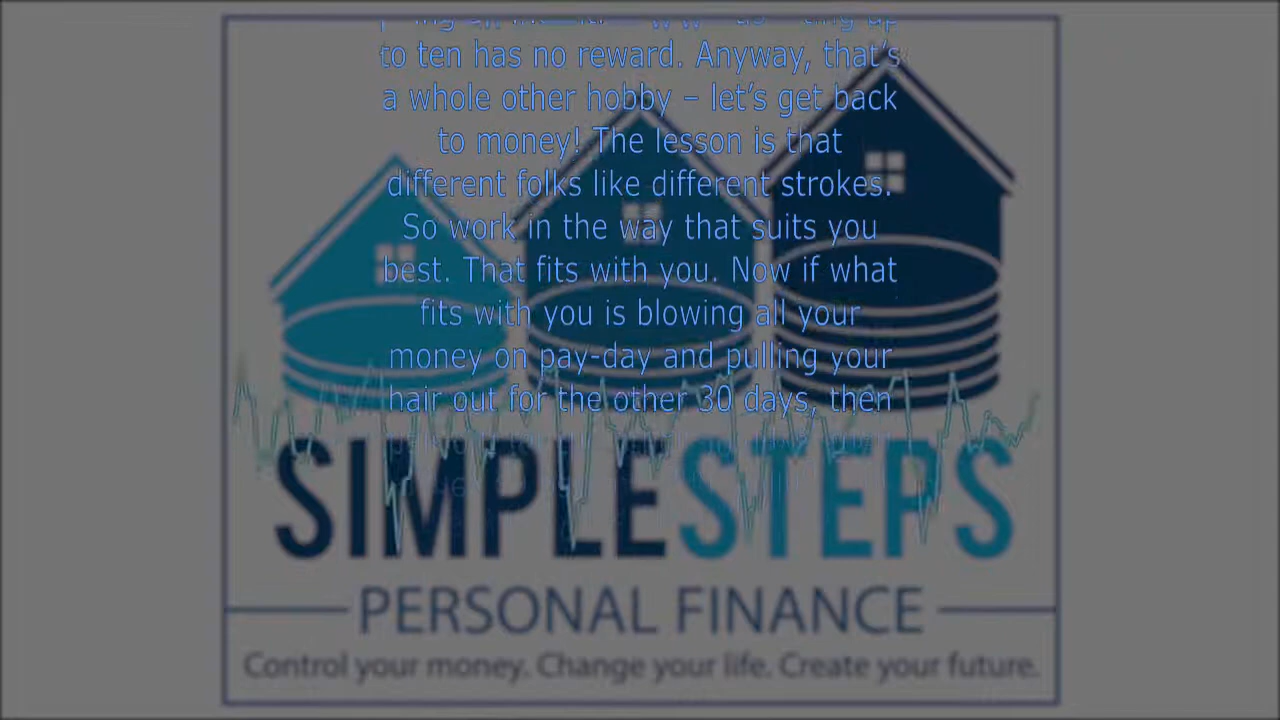 to ten has no reward. Anyway, that’s
a whole other hobby – let’s get back
to money! The lesson is that
different folks like different strokes.
So work in the way that suits you
best. That fits with you. Now if what
fits with you is blowing all your
money on pay-day and pulling your
hair out for the other 30 days, then
SIMPLESTEPS
PERSONAL FINANCE
Control your money. Change your life. Create your future.